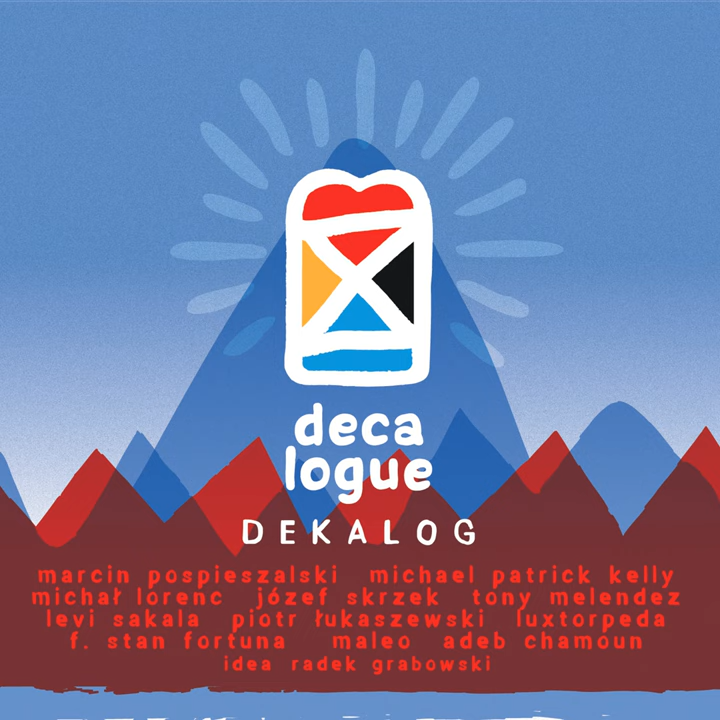 deca
logue
DEKALOG
marcin pospieszalski michael patrick kelly
michał lorenc józef skrzek tony melendez
levi sakala piotr łukaszewski luxtorpeda
f. stan fortuna maleo adeb chamoun
idea radek grabowski